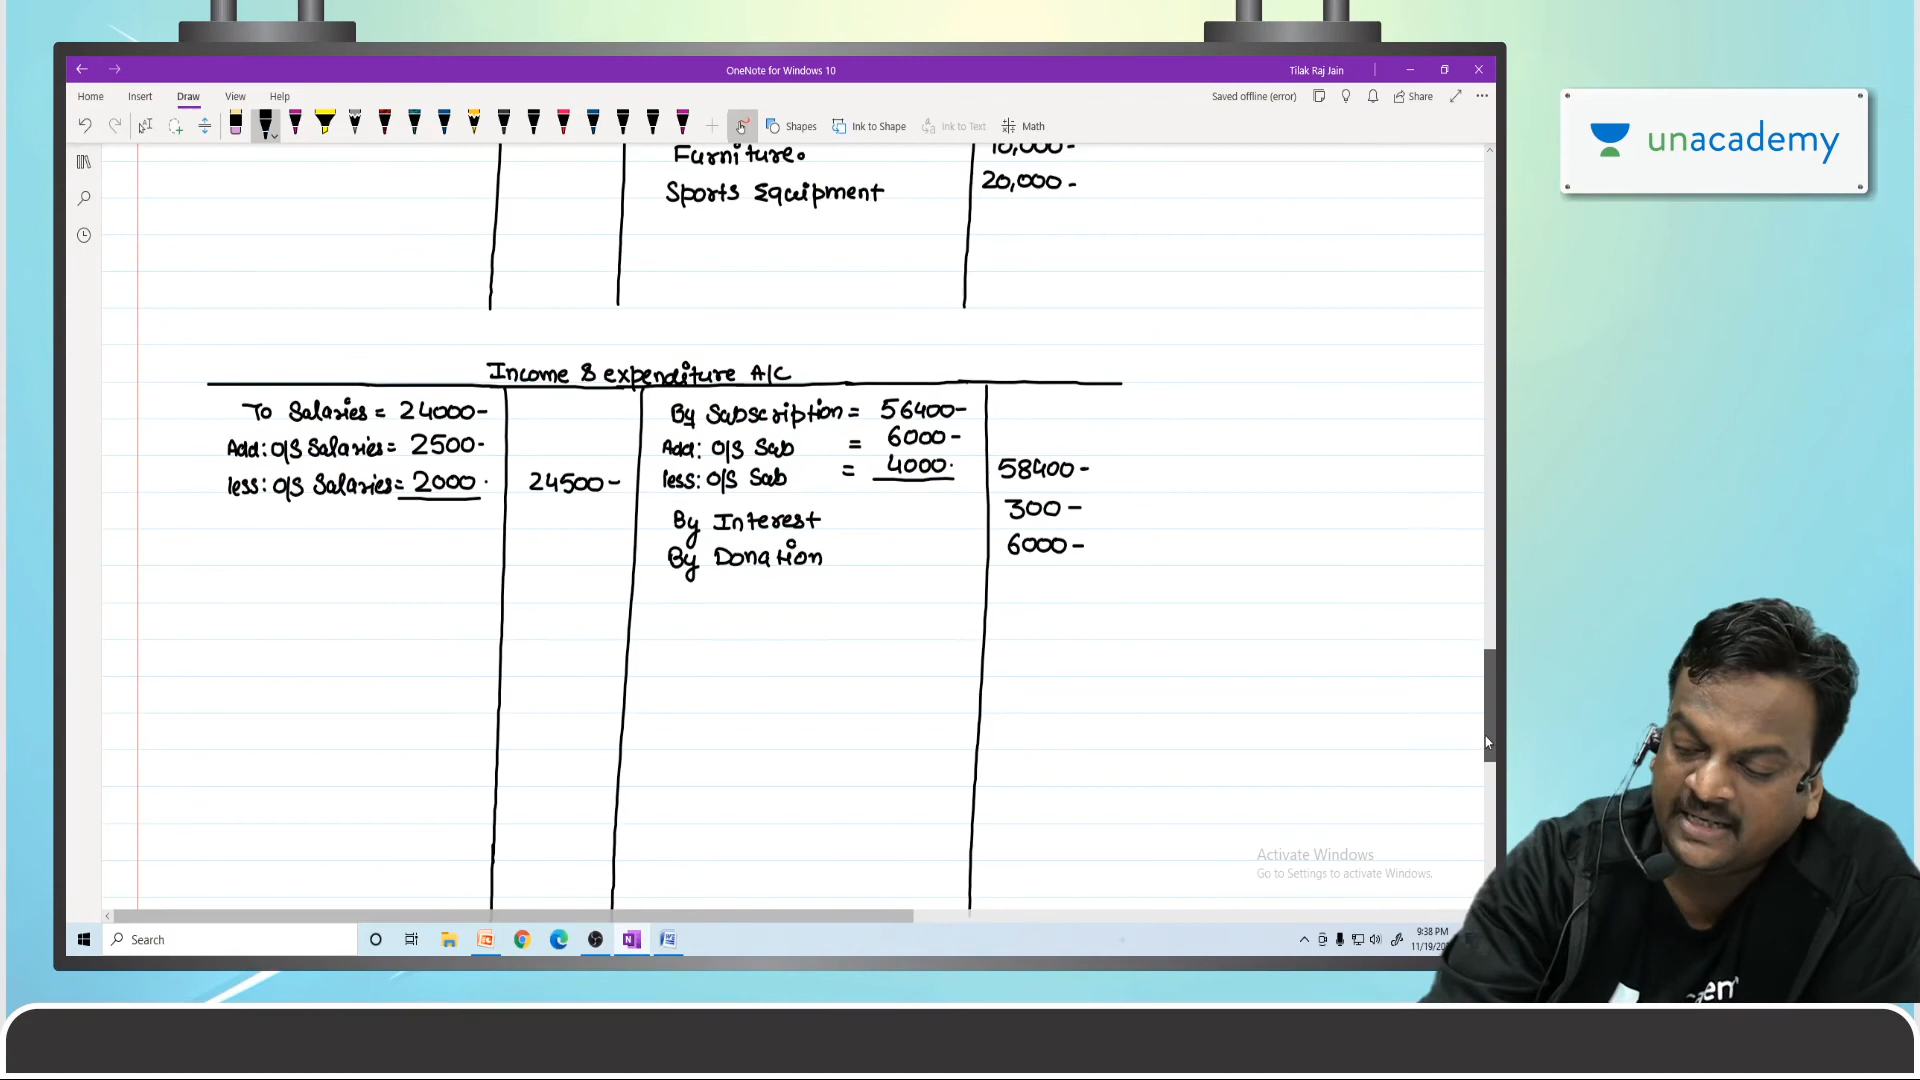 OneNote for Windows 10
Tilak Raj Jain
Home Insert Draw View Help
Saved offline (error)
Share
Shapes
Ink to Shape
Ink to Text
Math
unacademy
Furniture. 10,000-
Sports Equipment 20,000-
Income & expenditure A/C
To Salaries = 24000-
Add: O/S Salaries = 2500-
less: O/S Salaries = 2000- 24500-
By Subscription = 56400-
Add: O/S Sub = 6000-
less: O/S Sub = 4000- 58400-
By Interest 300-
By Donation 6000-
Activate Windows
Go to Settings to activate Windows.
Search
9:38 PM